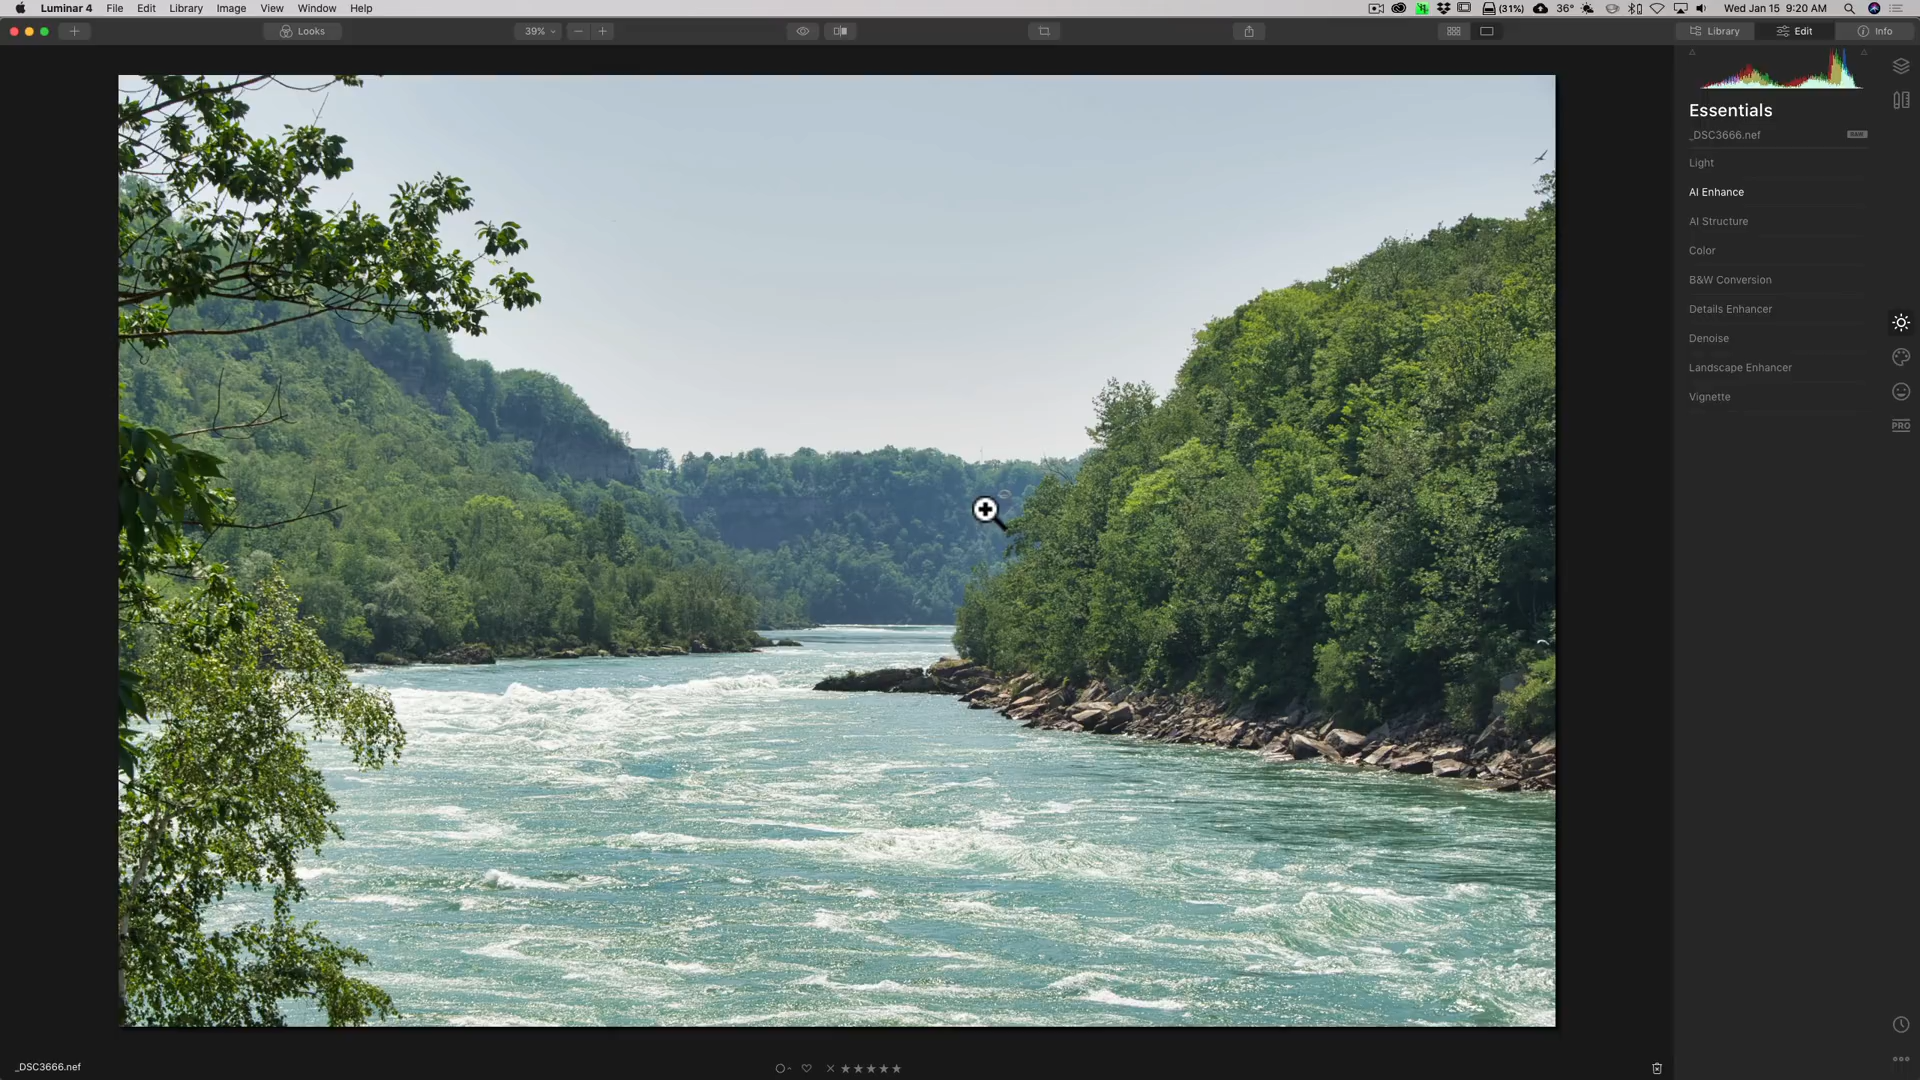 Luminar 4 File Edit Library Image View Window Help (31%) 36° Wed Jan 15 9:20 AM
Looks 39% Library Edit Info
Essentials
_DSC3666.nef RAW
Light
AI Enhance
AI Structure
Color
B&W Conversion
Details Enhancer
Denoise
Landscape Enhancer
Vignette
PRO
_DSC3666.nef